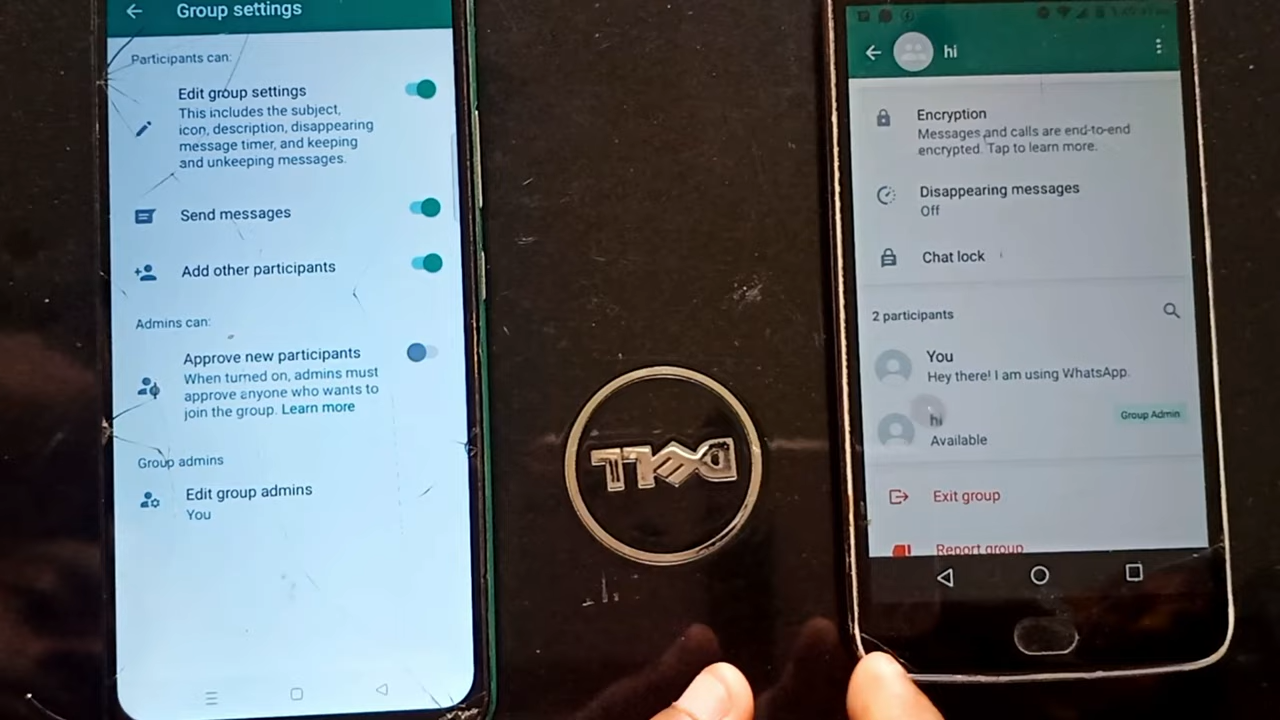 Group settings
Participants can:
Edit group settings
This includes the subject,
icon, description, disappearing
message timer, and keeping
and unkeeping messages.
Send messages
Add other participants
Admins can:
Approve new participants
When turned on, admins must
approve anyone who wants to
join the group. Learn more
Group admins
Edit group admins
You
DELL
hi
Encryption
Messages and calls are end-to-end
encrypted. Tap to learn more.
Disappearing messages
Off
Chat lock
2 participants
You
Hey there! I am using WhatsApp.
hi
Group Admin
Available
Exit group
Report group